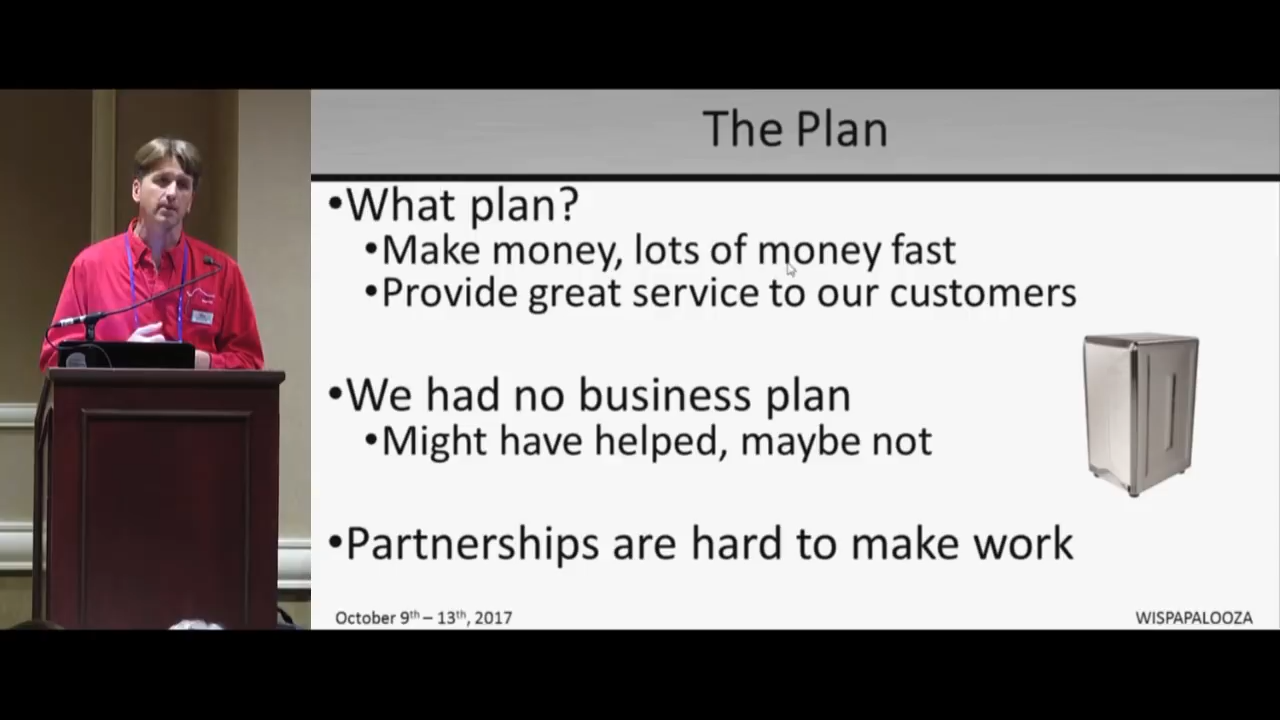 The Plan
•What plan?
•Make money, lots of money fast
•Provide great service to our customers
•We had no business plan
•Might have helped, maybe not
•Partnerships are hard to make work
October 9th – 13th, 2017
WISPAPALOOZA